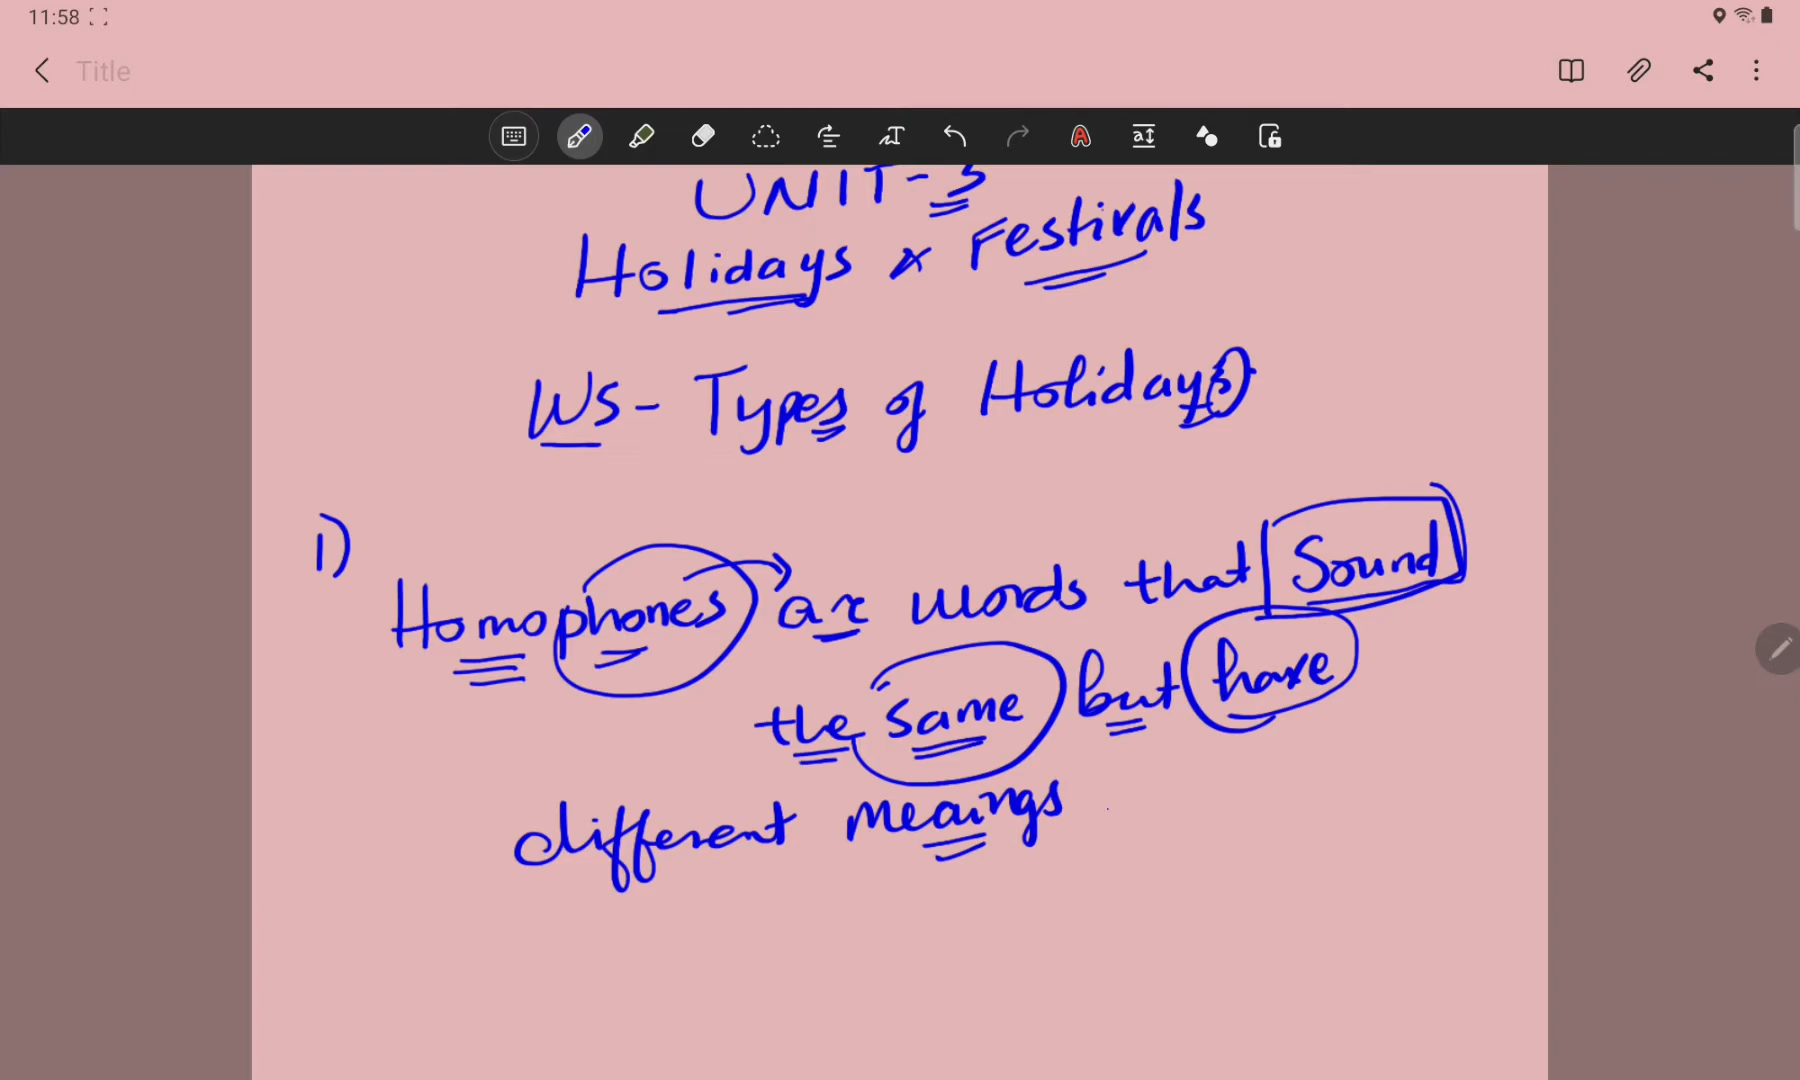 11:58
Title
UNIT-3
Holidays & Festivals
WS- Types of Holidays
1)
Homophones are words that Sound
the same but have
different meaings